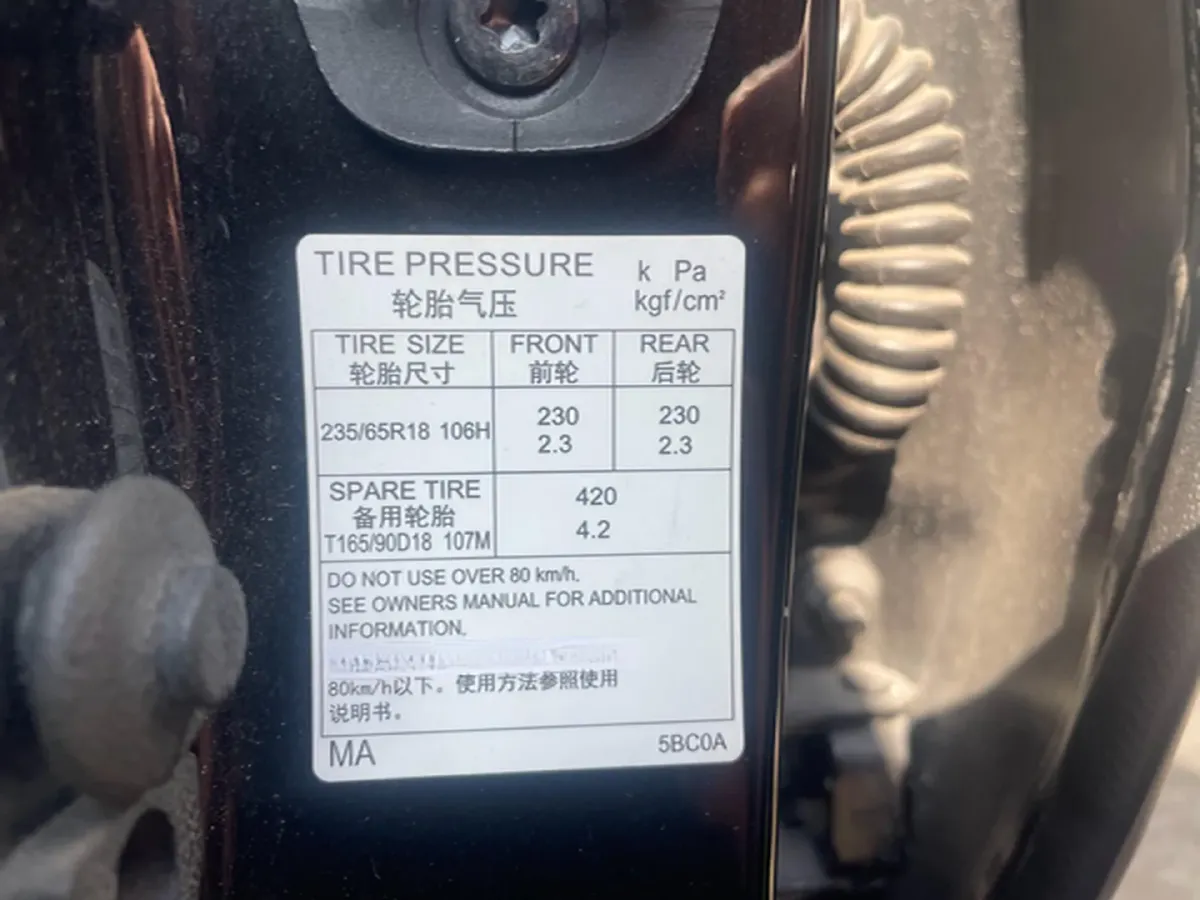 TIRE PRESSURE
k Pa
轮胎气压
kgf/cm²
TIRE SIZE
轮胎尺寸
FRONT
前轮
REAR
后轮
235/65R18 106H
230
2.3
230
2.3
SPARE TIRE
备用轮胎
T165/90D18 107M
420
4.2
DO NOT USE OVER 80 km/h.
SEE OWNERS MANUAL FOR ADDITIONAL
INFORMATION.
80km/h以下。使用方法参照使用
说明书。
MA
5BC0A